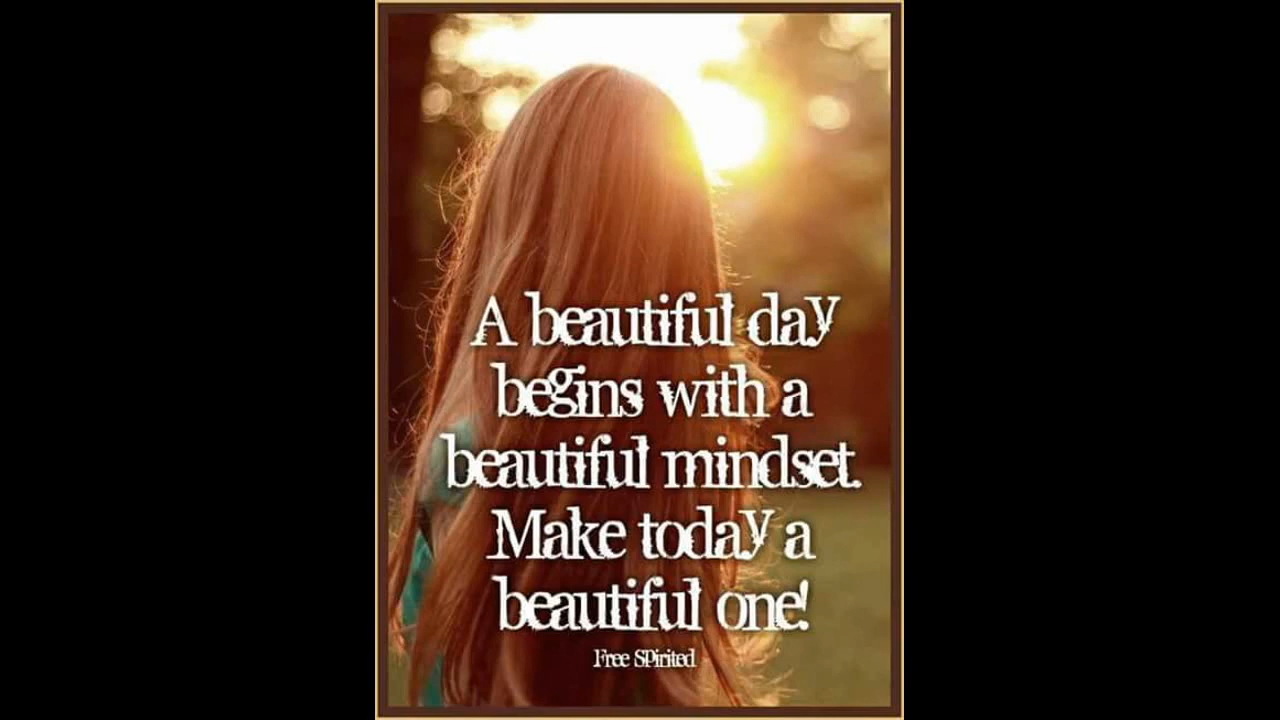 A beautiful day
begins with a
beautiful mindset.
Make today a
beautiful one!
Free Spirited